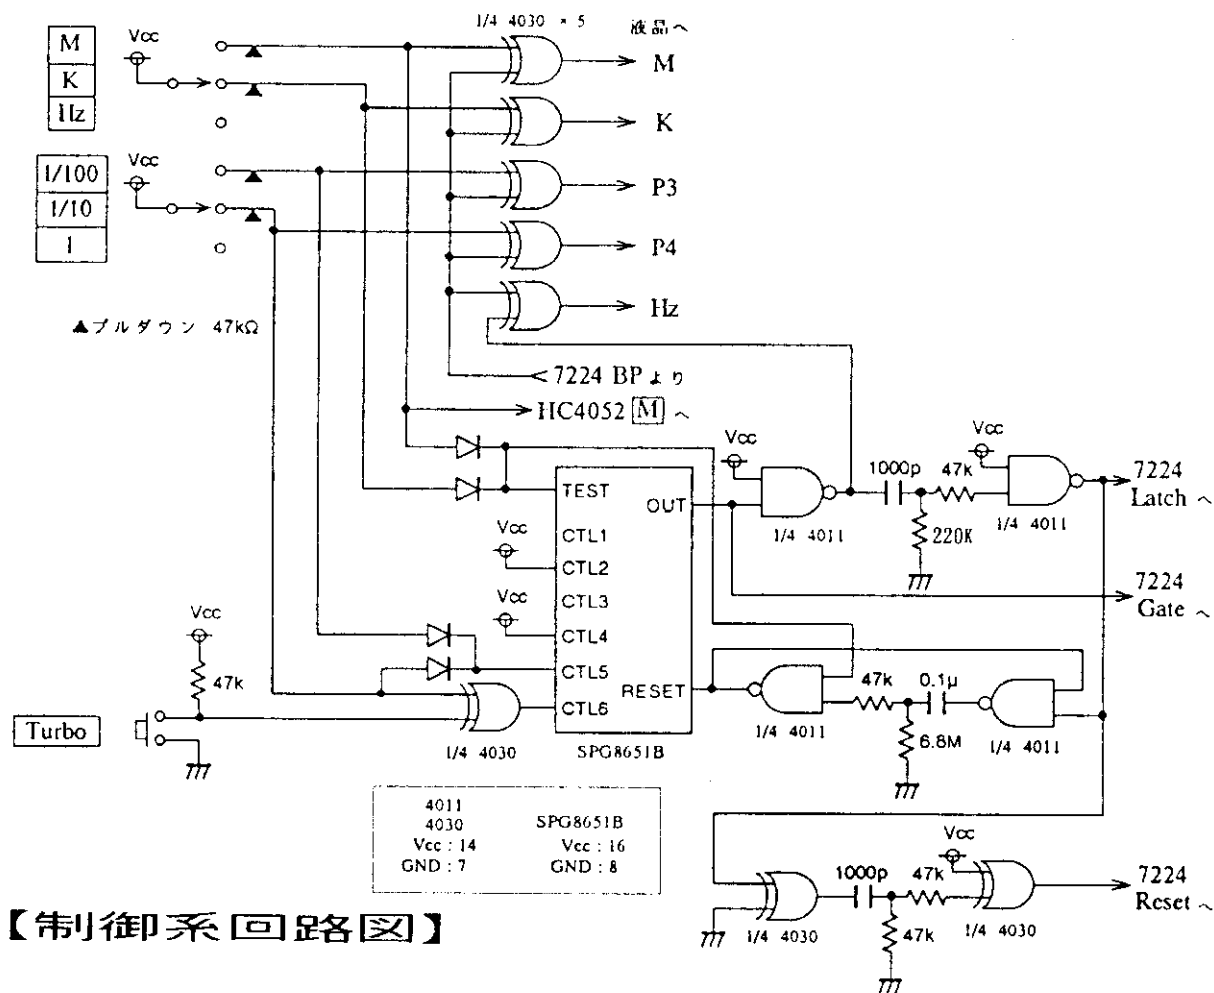 1/4 4030 × 5
液晶へ
M
K
Hz
Vcc
M
K
1/100
1/10
1
Vcc
P3
P4
Hz
▲プルダウン 47kΩ
7224 BP より
HC4052 M へ
Vcc
1/4 4011
1000p
47k
220K
Vcc
1/4 4011
7224
Latch へ
TEST
OUT
CTL1
Vcc
CTL2
CTL3
Vcc
CTL4
CTL5
CTL6
RESET
SPG8651B
7224
Gate へ
Vcc
47k
Turbo
1/4 4030
1/4 4011
47k
0.1μ
6.8M
1/4 4011
4011
4030
SPG8651B
Vcc : 14
Vcc : 16
GND : 7
GND : 8
1/4 4030
1000p
47k
47k
Vcc
1/4 4030
7224
Reset へ
【制御系回路図】